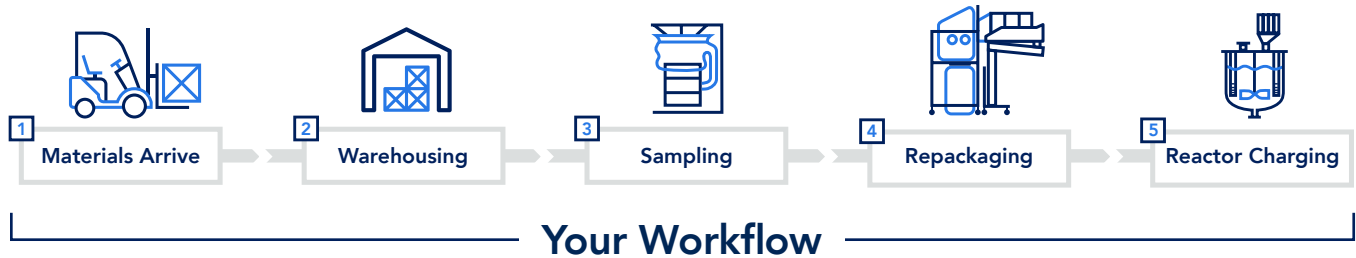 1
Materials Arrive
2
Warehousing
3
Sampling
4
Repackaging
5
Reactor Charging
Your Workflow